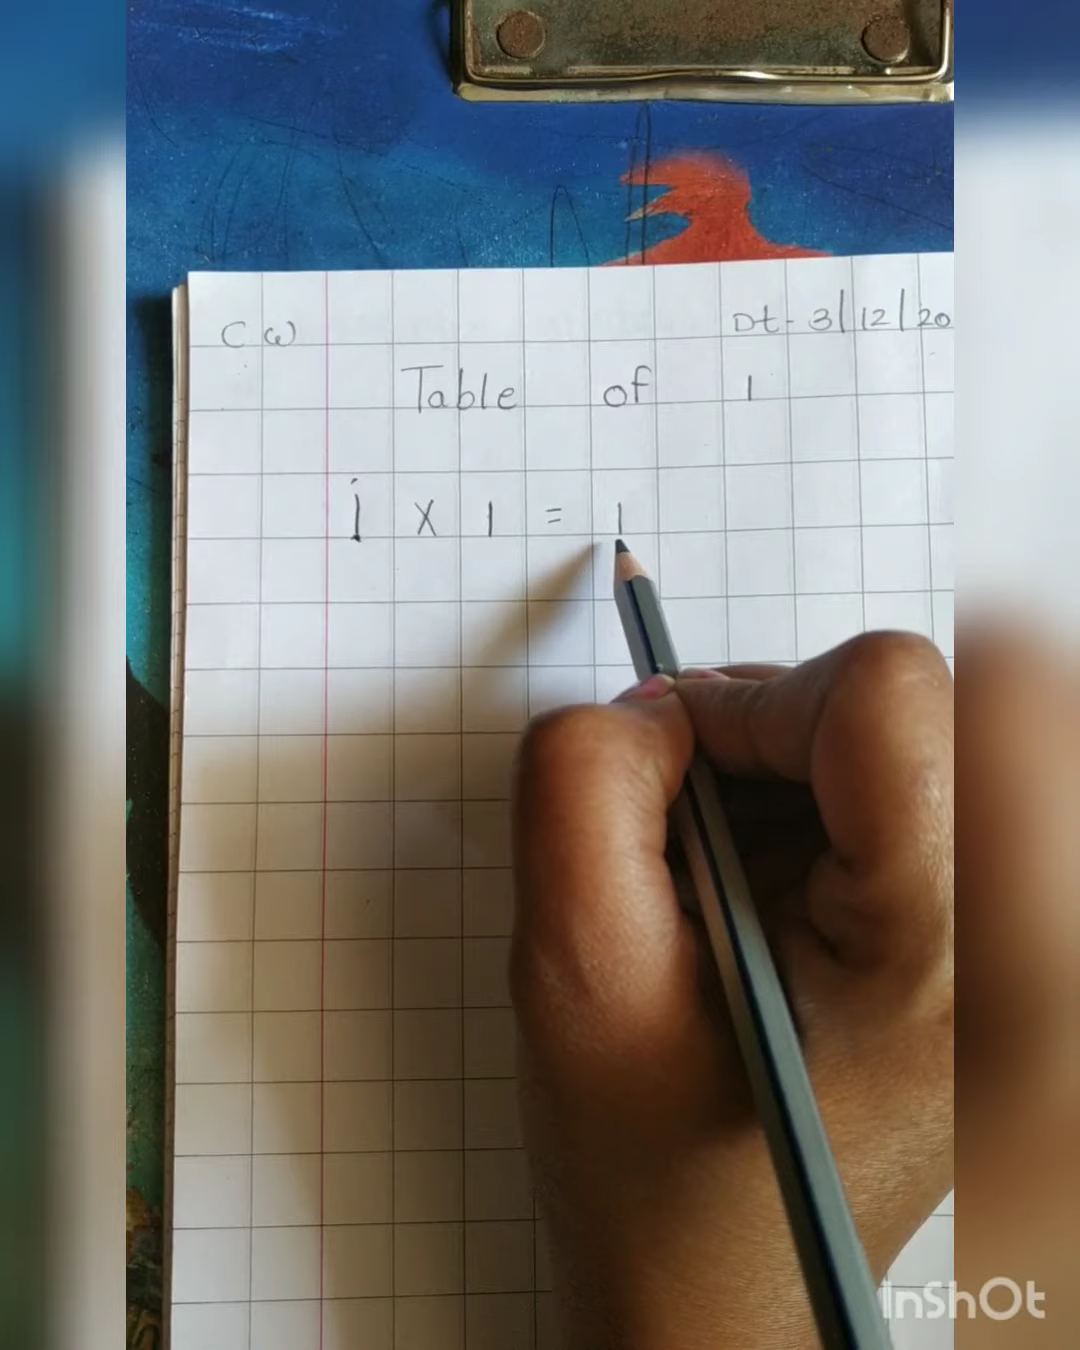 C W Dt- 3/12/20
Table of 1
1 X 1 = 1
InShOt